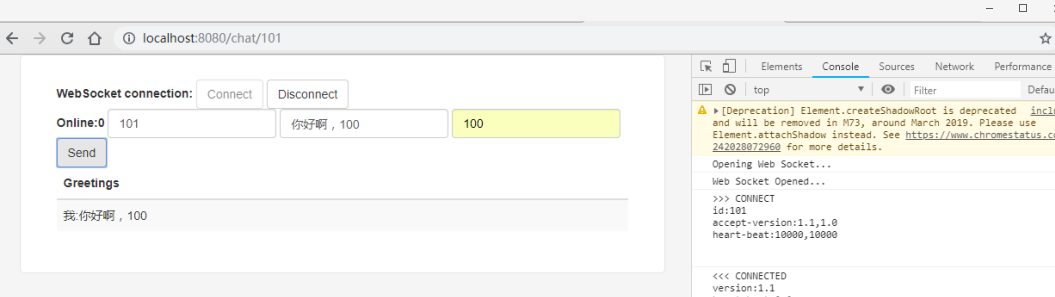 localhost:8080/chat/101
WebSocket connection: Connect Disconnect
Online:0 101 你好啊，100 100
Send
Greetings
我:你好啊，100
Elements Console Sources Network Performance
top Filter
[Deprecation] Element.createShadowRoot is deprecated
and will be removed in M73, around March 2019. Please use
Element.attachShadow instead. See https://www.chromestatus.co
242028072960 for more details.
Opening Web Socket...
Web Socket Opened...
>>> CONNECT
id:101
accept-version:1.1,1.0
heart-beat:10000,10000
<<< CONNECTED
version:1.1